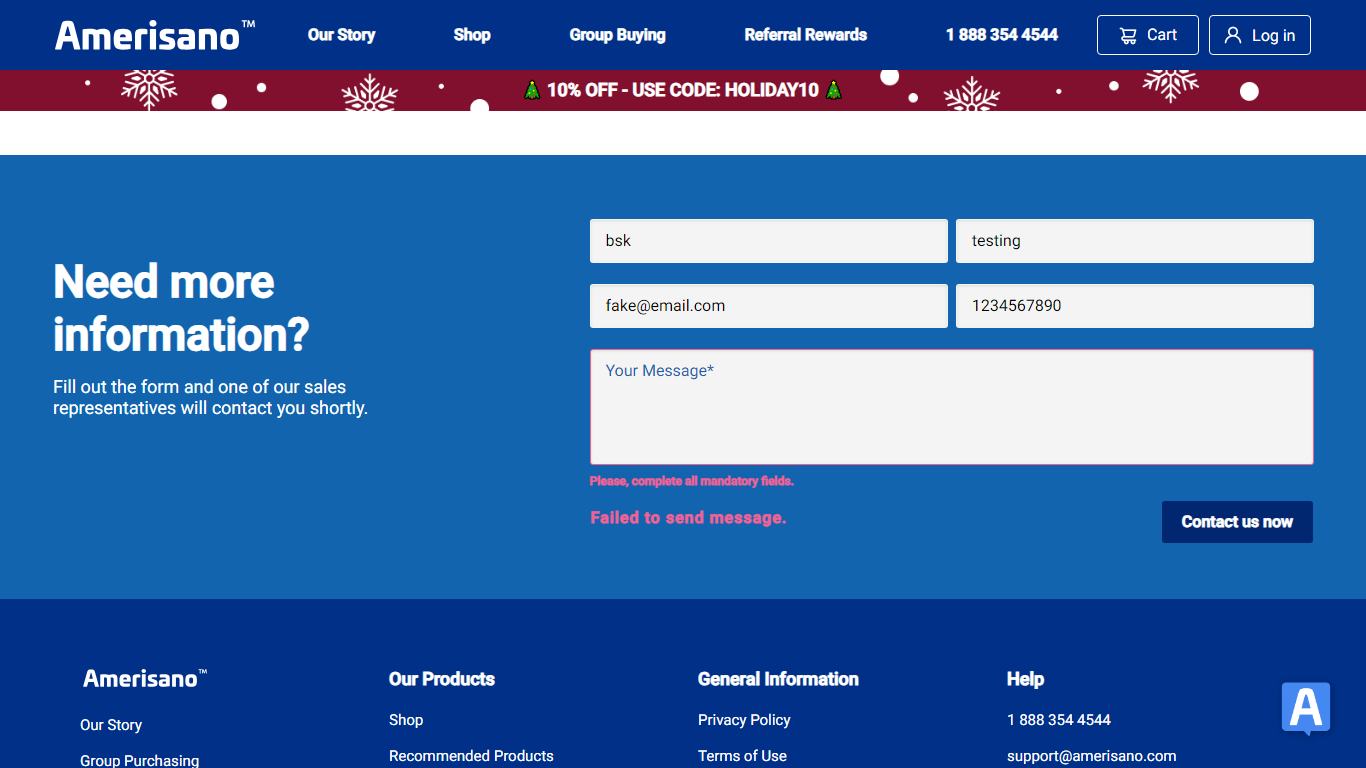 Amerisano™
Our Story
Shop
Group Buying
Referral Rewards
1 888 354 4544
Cart
Log in
10% OFF - USE CODE: HOLIDAY10
Need more
information?
Fill out the form and one of our sales
representatives will contact you shortly.
bsk
testing
fake@email.com
1234567890
Your Message*
Please, complete all mandatory fields.
Failed to send message.
Contact us now
Amerisano™
Our Story
Group Purchasing
Our Products
Shop
Recommended Products
General Information
Privacy Policy
Terms of Use
Help
1 888 354 4544
support@amerisano.com
A